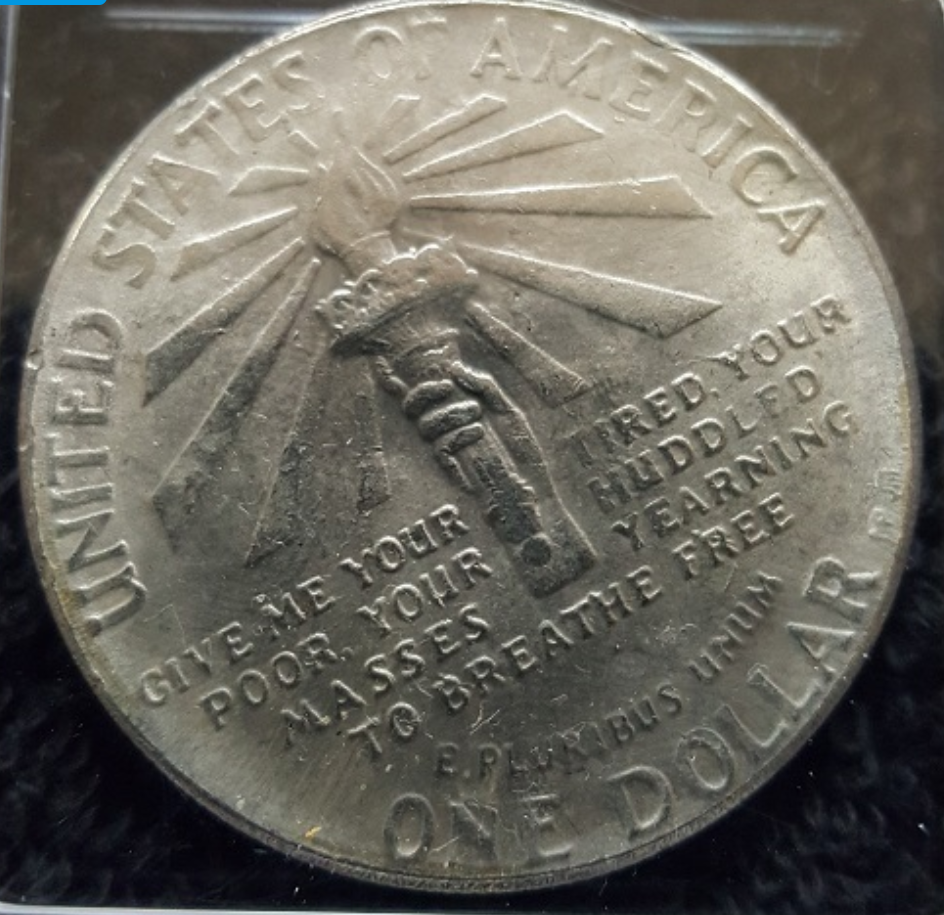 UNITED STATES OF AMERICA
GIVE ME YOUR TIRED, YOUR
POOR, YOUR HUDDLED
MASSES YEARNING
TO BREATHE FREE
E PLURIBUS UNUM
ONE DOLLAR